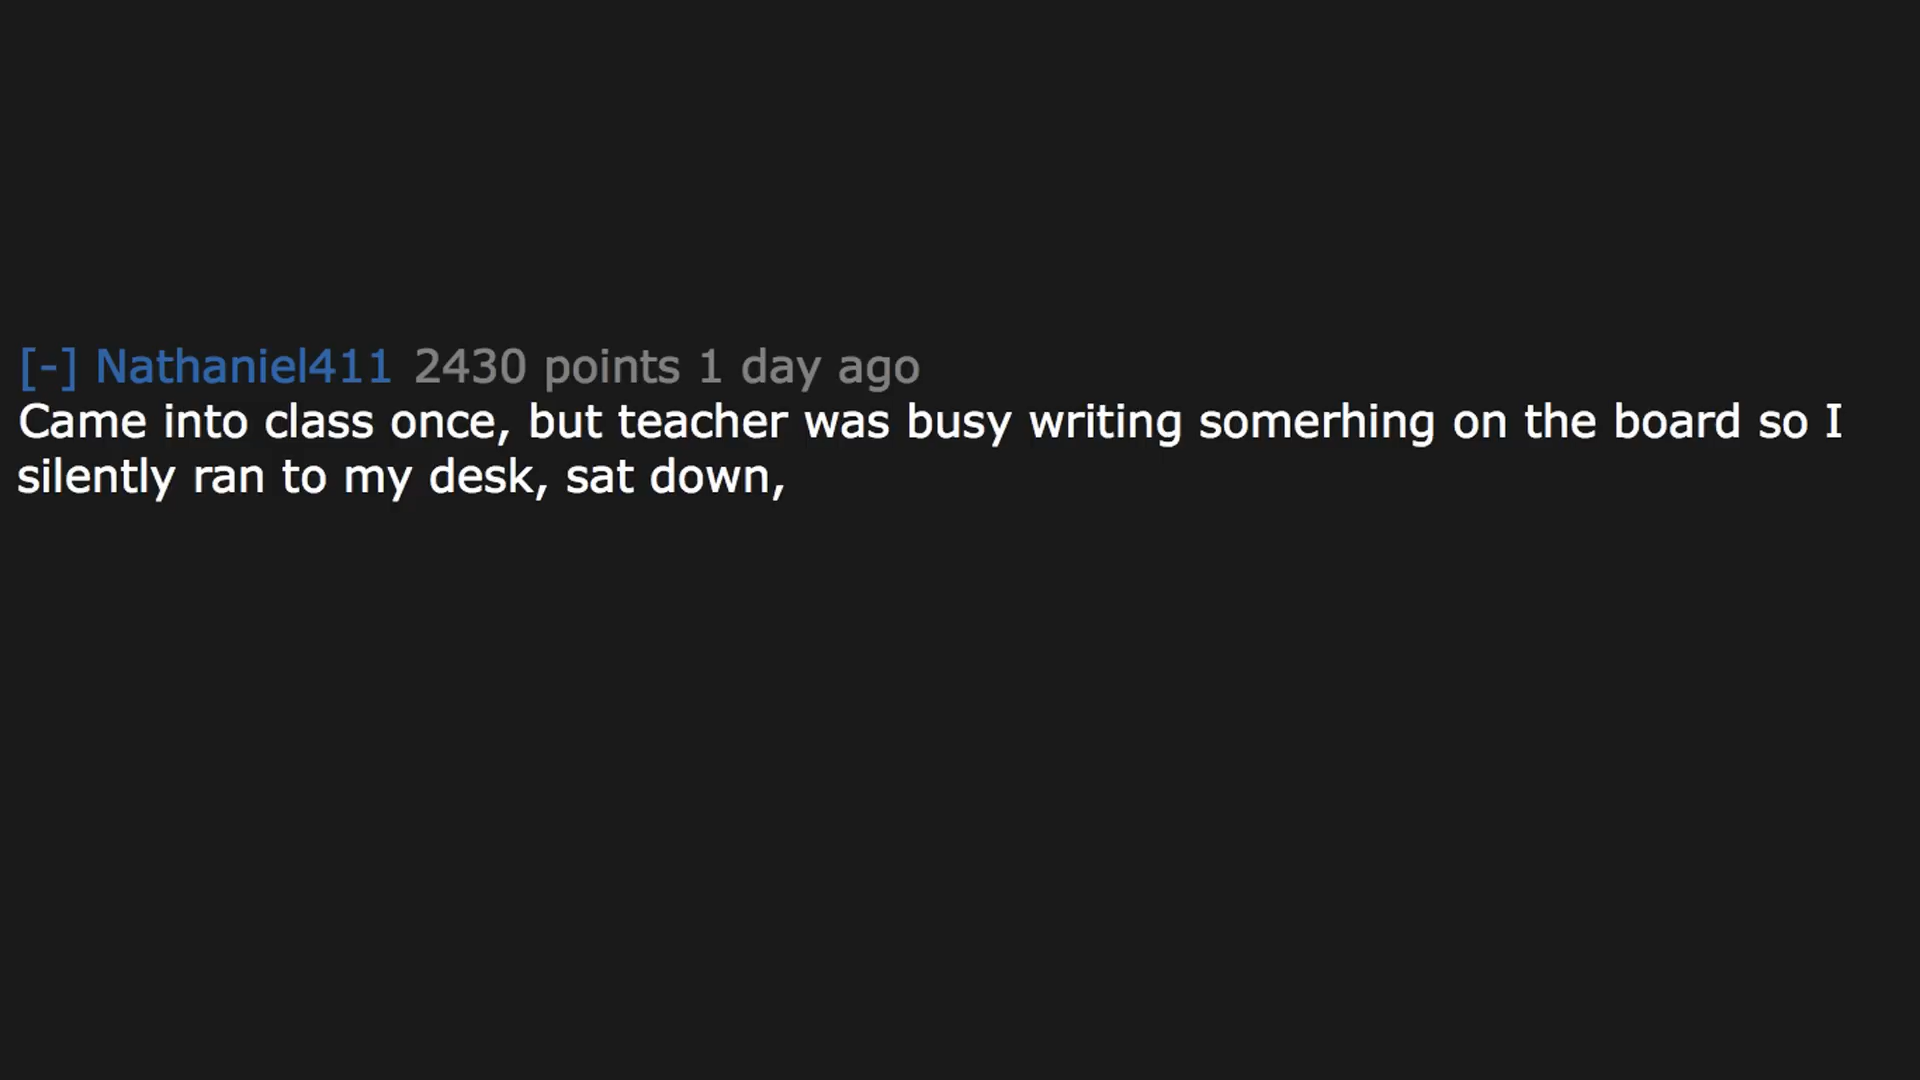 [-] Nathaniel411 2430 points 1 day ago
Came into class once, but teacher was busy writing somerhing on the board so I
silently ran to my desk, sat down,